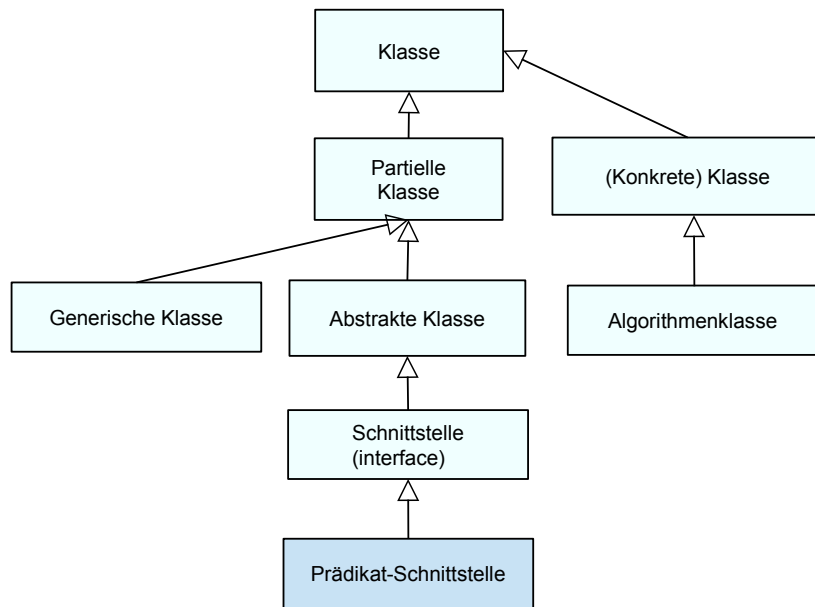 Klasse
Partielle
Klasse
(Konkrete) Klasse
Generische Klasse
Abstrakte Klasse
Algorithmenklasse
Schnittstelle
(interface)
Prädikat-Schnittstelle